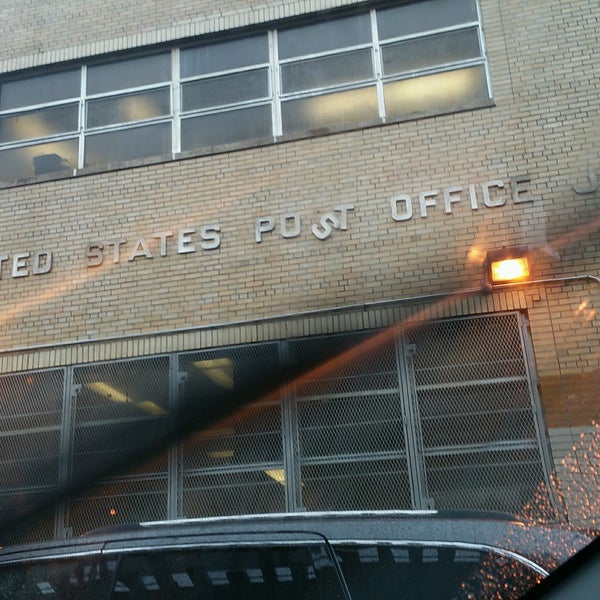 TED STATES POST OFFICE J